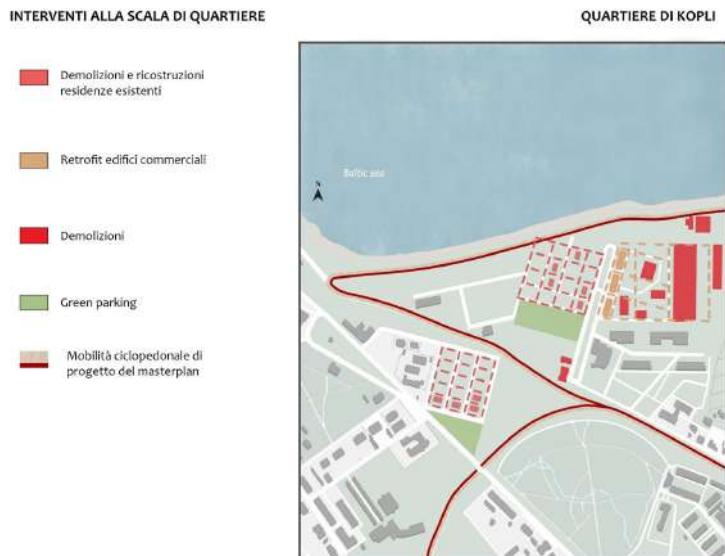 INTERVENTI ALLA SCALA DI QUARTIERE
QUARTIERE DI KOPLI
Demolizioni e ricostruzioni
residenze esistenti
Retrofit edifici commerciali
Demolizioni
Green parking
Mobilità ciclopedonale di
progetto del masterplan
N
Baltic sea